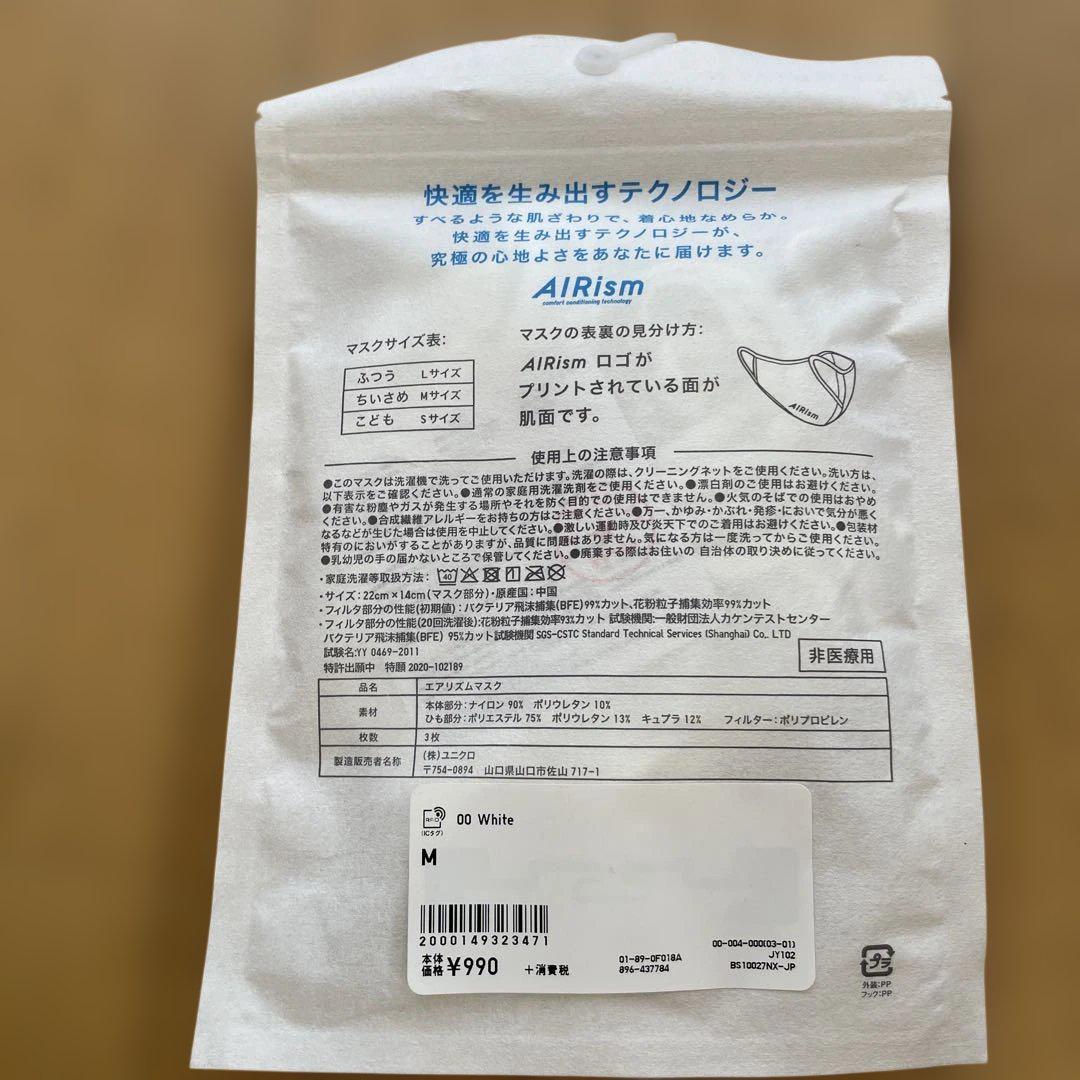 快適を生み出すテクノロジー
すべるような肌ざわりで、着心地なめらか。
快適を生み出すテクノロジーが、
究極の心地よさをあなたに届けます。
AIRism
comfort conditioning technology
マスクサイズ表:
ふつう Lサイズ
ちいさめ Mサイズ
こども Sサイズ
マスクの表裏の見分け方:
AIRism ロゴが
プリントされている面が
肌面です。
AIRism
使用上の注意事項
●このマスクは洗濯機で洗ってご使用いただけます。洗濯の際は、クリーニングネットをご使用ください。洗い方は、
以下表示をご確認ください。●通常の家庭用洗濯洗剤をご使用ください。●漂白剤のご使用はお避けください。
●有害な粉塵やガスが発生する場所やそれを防ぐ目的での使用はできません。●火気のそばでの使用はおやめ
ください。●合成繊維アレルギーをお持ちの方はご注意ください。●万一、かゆみ・かぶれ・発疹・において気分が悪く
なるなどが生じた場合は使用を中止してください。●激しい運動時及び炎天下でのご着用はお避けください。●包装材
特有のにおいがすることがありますが、品質に問題はありません。気になる方は一度洗ってからご使用ください。
●乳幼児の手の届かないところで保管してください。●廃棄する際はお住いの 自治体の取り決めに従ってください。
・家庭洗濯等取扱方法: 40
・サイズ:22cm×14cm(マスク部分)・原産国:中国
・フィルタ部分の性能(初期値):バクテリア飛沫捕集(BFE)99%カット、花粉粒子捕集効率99%カット
・フィルタ部分の性能(20回洗濯後):花粉粒子捕集効率93%カット 試験機関:一般財団法人カケンテストセンター
バクテリア飛沫捕集(BFE) 95%カット試験機関 SGS-CSTC Standard Technical Services (Shanghai) Co,. LTD
試験名:YY 0469-2011
特許出願中 特願 2020-102189
非医療用
品名 エアリズムマスク
素材 本体部分:ナイロン 90% ポリウレタン 10%
ひも部分:ポリエステル 75% ポリウレタン 13% キュプラ 12% フィルター:ポリプロピレン
枚数 3枚
製造販売者名称 (株)ユニクロ
〒754-0894 山口県山口市佐山 717-1
RFID
(ICタグ)
00 White
M
2000149323471
本体
価格 ¥990 +消費税
01-89-0F018A
896-437784
00-004-000(03-01)
JY102
BS10027NX-JP
プラ
外装:PP
フック:PP